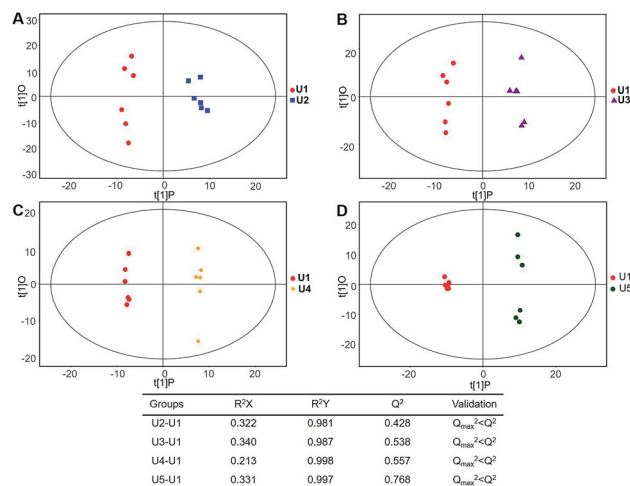 A
30
20
10
0
-10
-20
-30
t[1]O
-20
-10
0
10
20
t[1]P
U1
U2
B
20
0
-20
t[1]O
-20
-10
0
10
20
t[1]P
U1
U3
C
20
10
0
-10
-20
t[1]O
-20
-10
0
10
20
t[1]P
U1
U4
D
20
10
0
-10
-20
t[1]O
-20
-10
0
10
20
t[1]P
U1
U5
Groups R²X R²Y Q² Validation
U2-U1 0.322 0.981 0.428 Qmax²<Q²
U3-U1 0.340 0.987 0.538 Qmax²<Q²
U4-U1 0.213 0.998 0.557 Qmax²<Q²
U5-U1 0.331 0.997 0.768 Qmax²<Q²